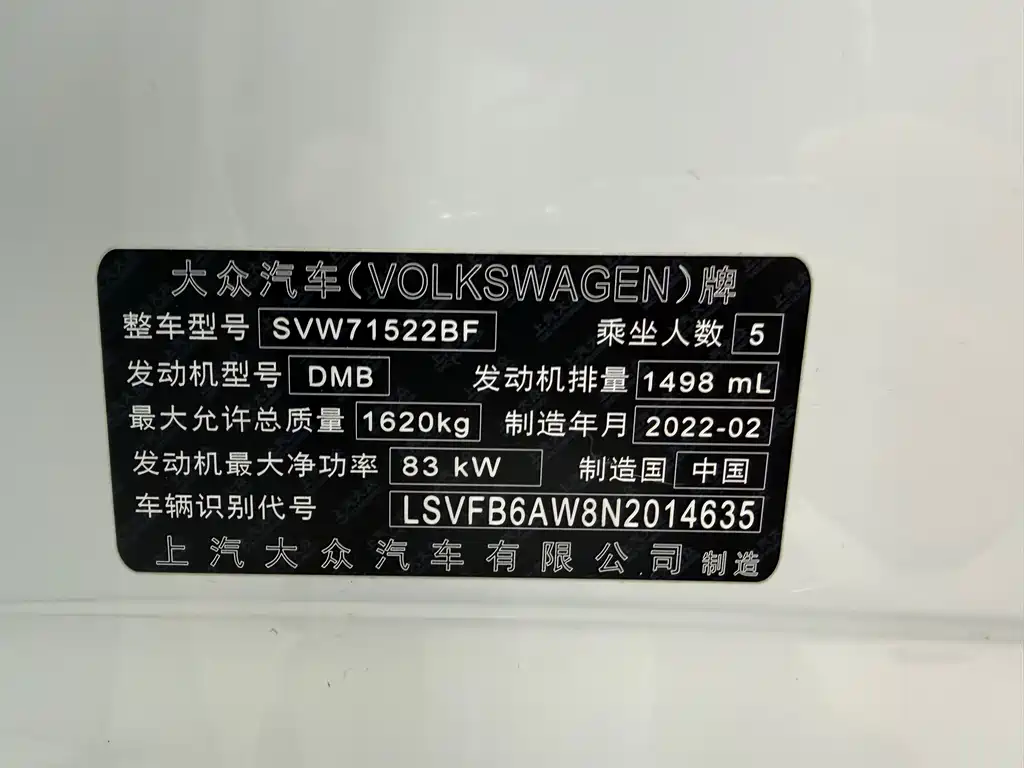 大众汽车(VOLKSWAGEN)牌
整车型号 SVW71522BF 乘坐人数 5
发动机型号 DMB 发动机排量 1498 mL
最大允许总质量 1620kg 制造年月 2022-02
发动机最大净功率 83 kW 制造国 中国
车辆识别代号 LSVFB6AW8N2014635
上汽大众汽车有限公司 制造